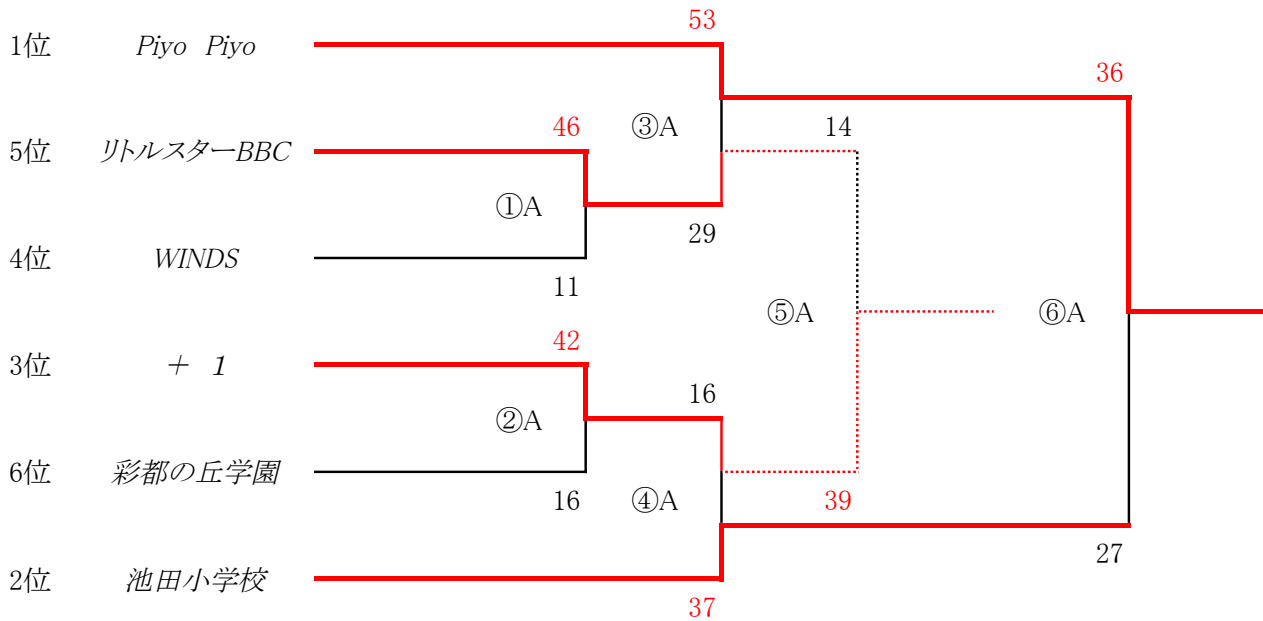 53
1位 Piyo Piyo
36
46 ③A 14
5位 リトルスターBBC
①A
29
4位 WINDS
11
⑤A ⑥A
42
3位 ＋ 1
16
②A
6位 彩都の丘学園
16 ④A 39
27
2位 池田小学校
37